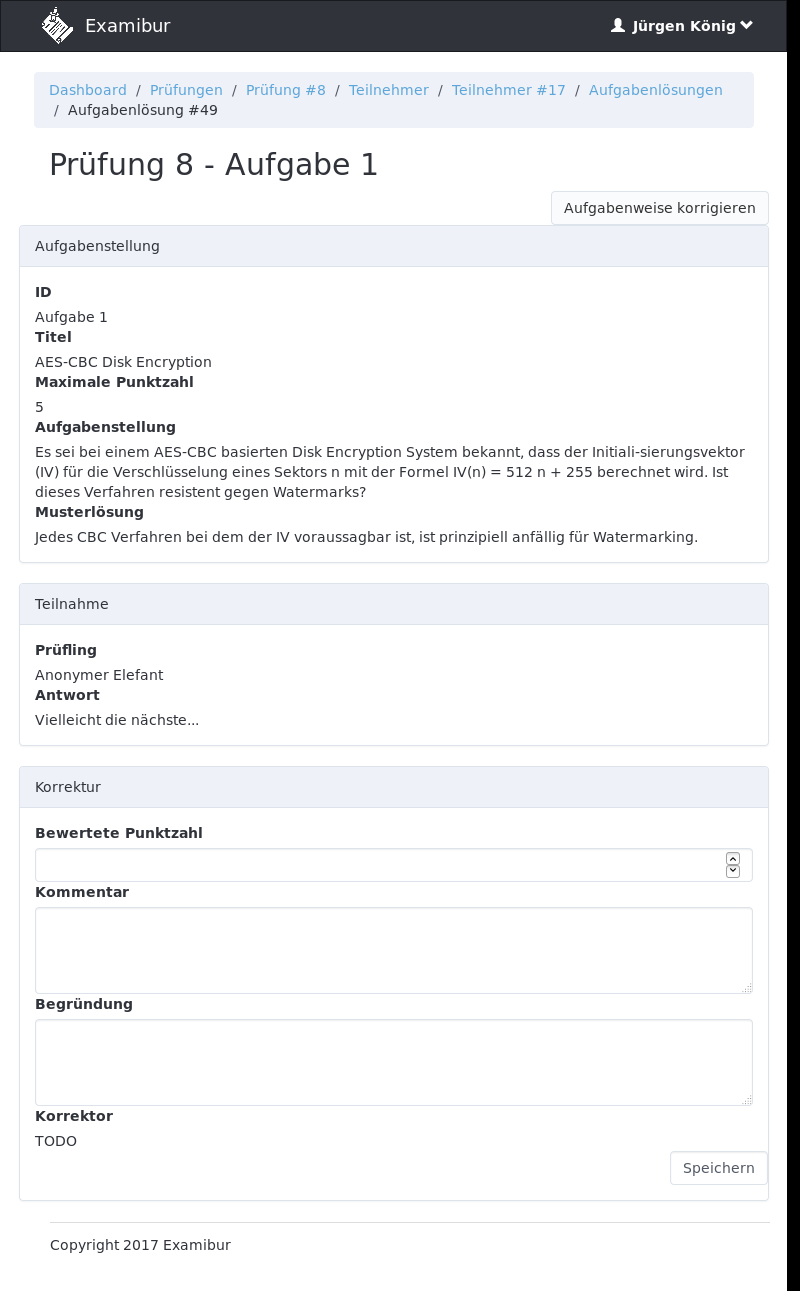 Examibur
Jürgen König
Dashboard / Prüfungen / Prüfung #8 / Teilnehmer / Teilnehmer #17 / Aufgabenlösungen
/ Aufgabenlösung #49
Prüfung 8 - Aufgabe 1
Aufgabenweise korrigieren
Aufgabenstellung
ID
Aufgabe 1
Titel
AES-CBC Disk Encryption
Maximale Punktzahl
5
Aufgabenstellung
Es sei bei einem AES-CBC basierten Disk Encryption System bekannt, dass der Initiali-sierungsvektor
(IV) für die Verschlüsselung eines Sektors n mit der Formel IV(n) = 512 n + 255 berechnet wird. Ist
dieses Verfahren resistent gegen Watermarks?
Musterlösung
Jedes CBC Verfahren bei dem der IV voraussagbar ist, ist prinzipiell anfällig für Watermarking.
Teilnahme
Prüfling
Anonymer Elefant
Antwort
Vielleicht die nächste...
Korrektur
Bewertete Punktzahl
Kommentar
Begründung
Korrektor
TODO
Speichern
Copyright 2017 Examibur